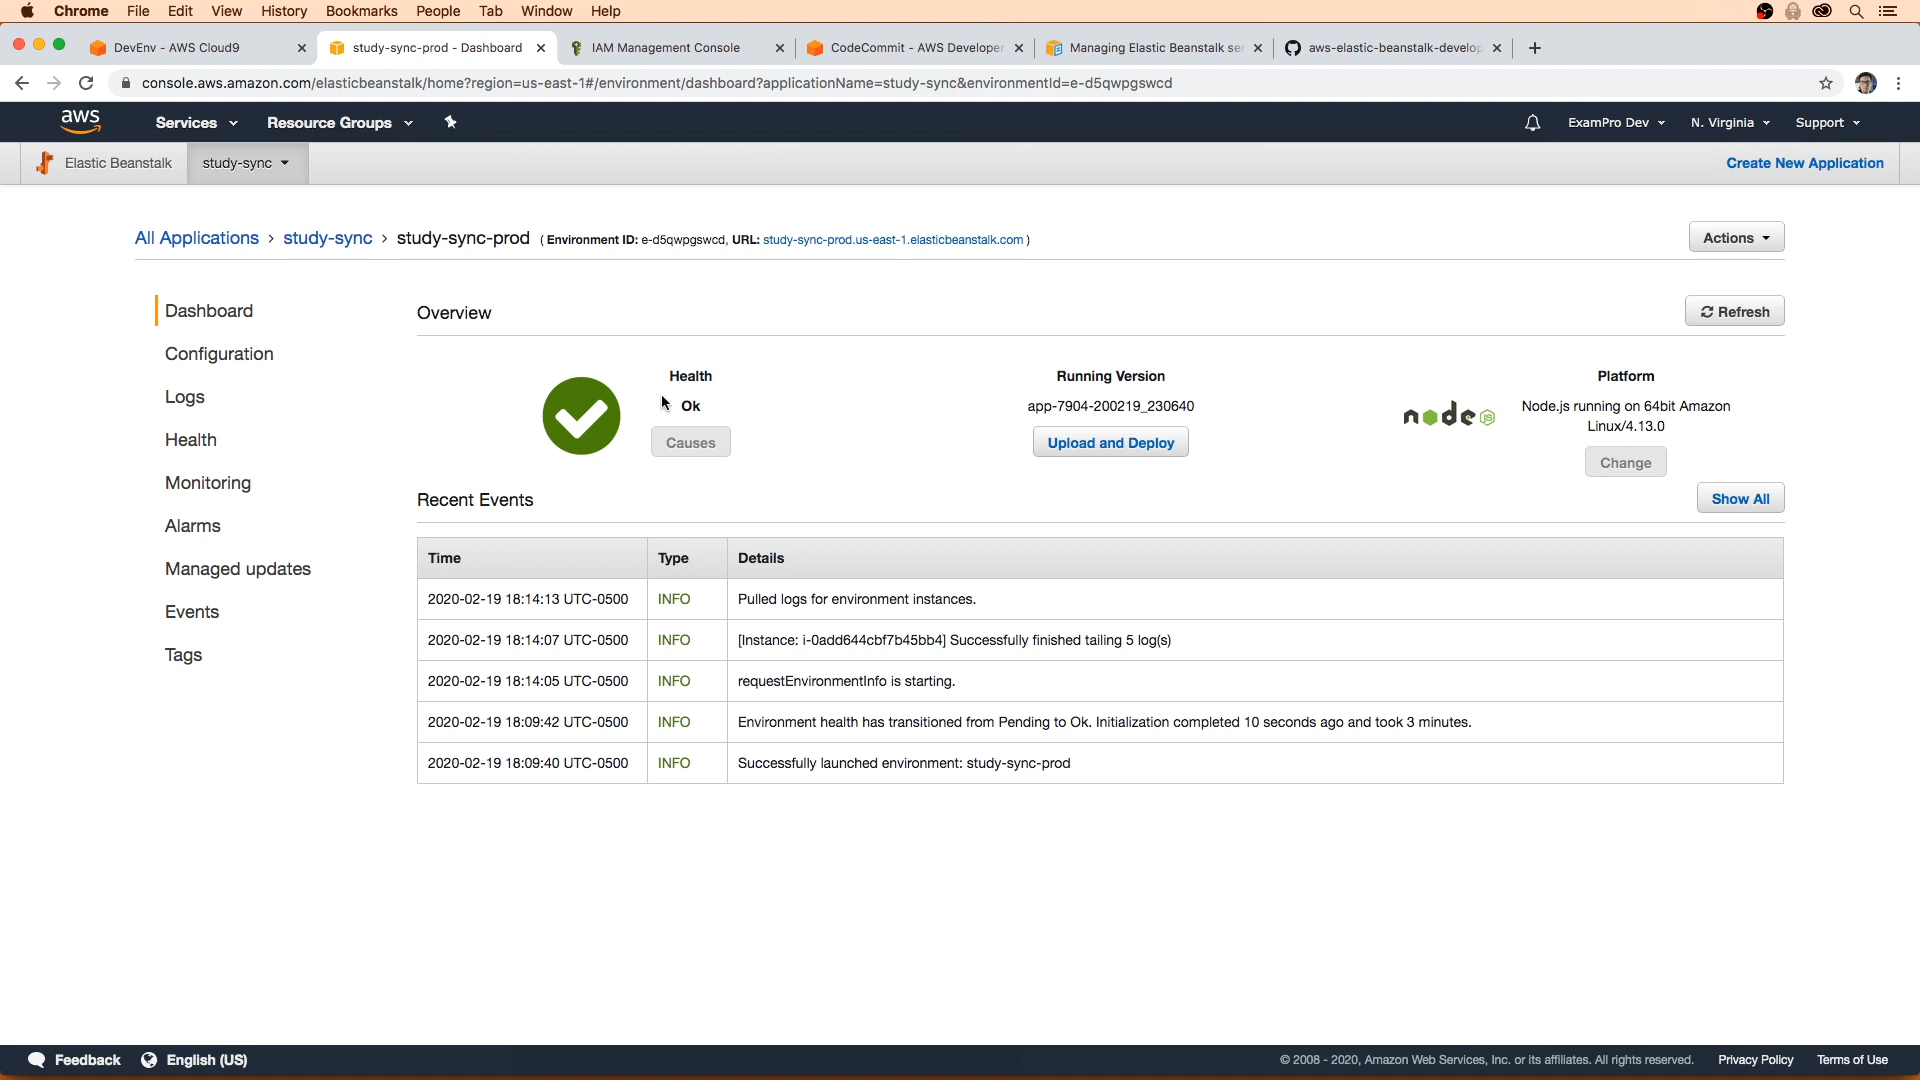 Chrome File Edit View History Bookmarks People Tab Window Help
DevEnv - AWS Cloud9
study-sync-prod - Dashboard
IAM Management Console
CodeCommit - AWS Developer
Managing Elastic Beanstalk ser
aws-elastic-beanstalk-develop
console.aws.amazon.com/elasticbeanstalk/home?region=us-east-1#/environment/dashboard?applicationName=study-sync&environmentId=e-d5qwpgswcd
aws Services Resource Groups ExamPro Dev N. Virginia Support
Elastic Beanstalk study-sync Create New Application
All Applications > study-sync > study-sync-prod ( Environment ID: e-d5qwpgswcd, URL: study-sync-prod.us-east-1.elasticbeanstalk.com )
Actions
Dashboard
Configuration
Logs
Health
Monitoring
Alarms
Managed updates
Events
Tags
Overview
Refresh
Health
Ok
Causes
Running Version
app-7904-200219_230640
Upload and Deploy
node JS
Platform
Node.js running on 64bit Amazon
Linux/4.13.0
Change
Recent Events
Show All
Time Type Details
2020-02-19 18:14:13 UTC-0500 INFO Pulled logs for environment instances.
2020-02-19 18:14:07 UTC-0500 INFO [Instance: i-0add644cbf7b45bb4] Successfully finished tailing 5 log(s)
2020-02-19 18:14:05 UTC-0500 INFO requestEnvironmentInfo is starting.
2020-02-19 18:09:42 UTC-0500 INFO Environment health has transitioned from Pending to Ok. Initialization completed 10 seconds ago and took 3 minutes.
2020-02-19 18:09:40 UTC-0500 INFO Successfully launched environment: study-sync-prod
Feedback English (US) © 2008 - 2020, Amazon Web Services, Inc. or its affiliates. All rights reserved. Privacy Policy Terms of Use